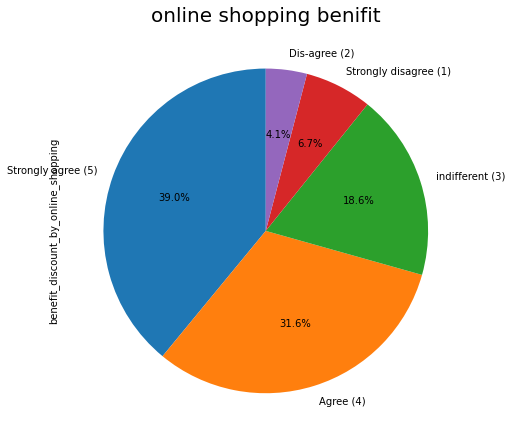 online shopping benifit
Dis-agree (2)
Strongly disagree (1)
4.1%
6.7%
Strongly agree (5)
indifferent (3)
39.0%
18.6%
benefit_discount_by_online_shopping
31.6%
Agree (4)